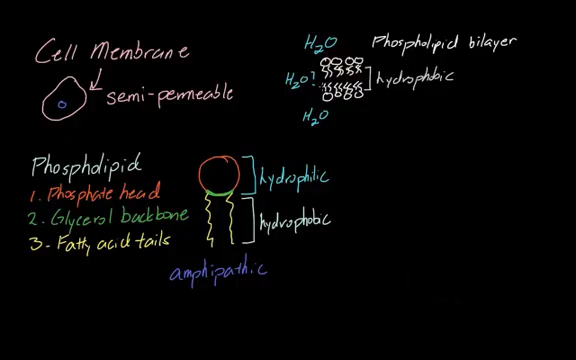 Cell Membrane
semi-permeable
H2O
Phospholipid bilayer
H2O
hydrophobic
H2O
Phospholipid
1. Phosphate head
2. Glycerol backbone
3- Fatty acid tails
hydrophilic
hydrophobic
amphipathic